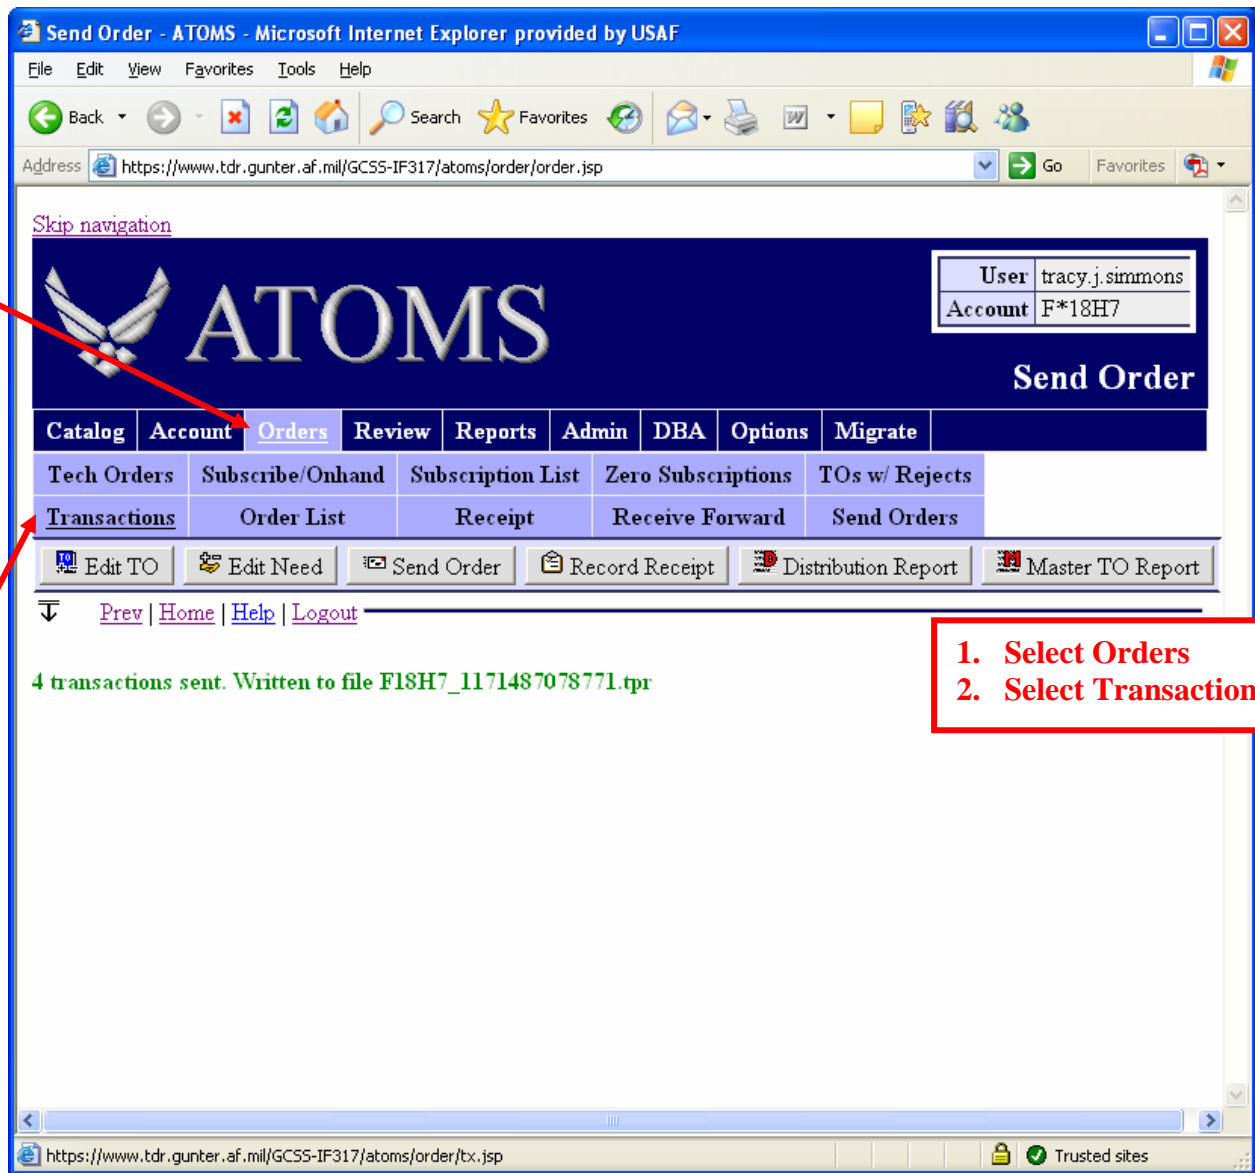 Send Order - ATOMS - Microsoft Internet Explorer provided by USAF
File Edit View Favorites Tools Help
Back Search Favorites
Address https://www.tdr.gunter.af.mil/GCSS-IF317/atoms/order/order.jsp Go Favorites
Skip navigation
ATOMS
User tracy.j.simmons
Account F*18H7
Send Order
Catalog Account Orders Review Reports Admin DBA Options Migrate
Tech Orders Subscribe/Onhand Subscription List Zero Subscriptions TOs w/ Rejects
Transactions Order List Receipt Receive Forward Send Orders
Edit TO Edit Need Send Order Record Receipt Distribution Report Master TO Report
Prev | Home | Help | Logout
1. Select Orders
2. Select Transaction
4 transactions sent. Written to file F18H7_1171487078771.tpr
https://www.tdr.gunter.af.mil/GCSS-IF317/atoms/order/tx.jsp Trusted sites